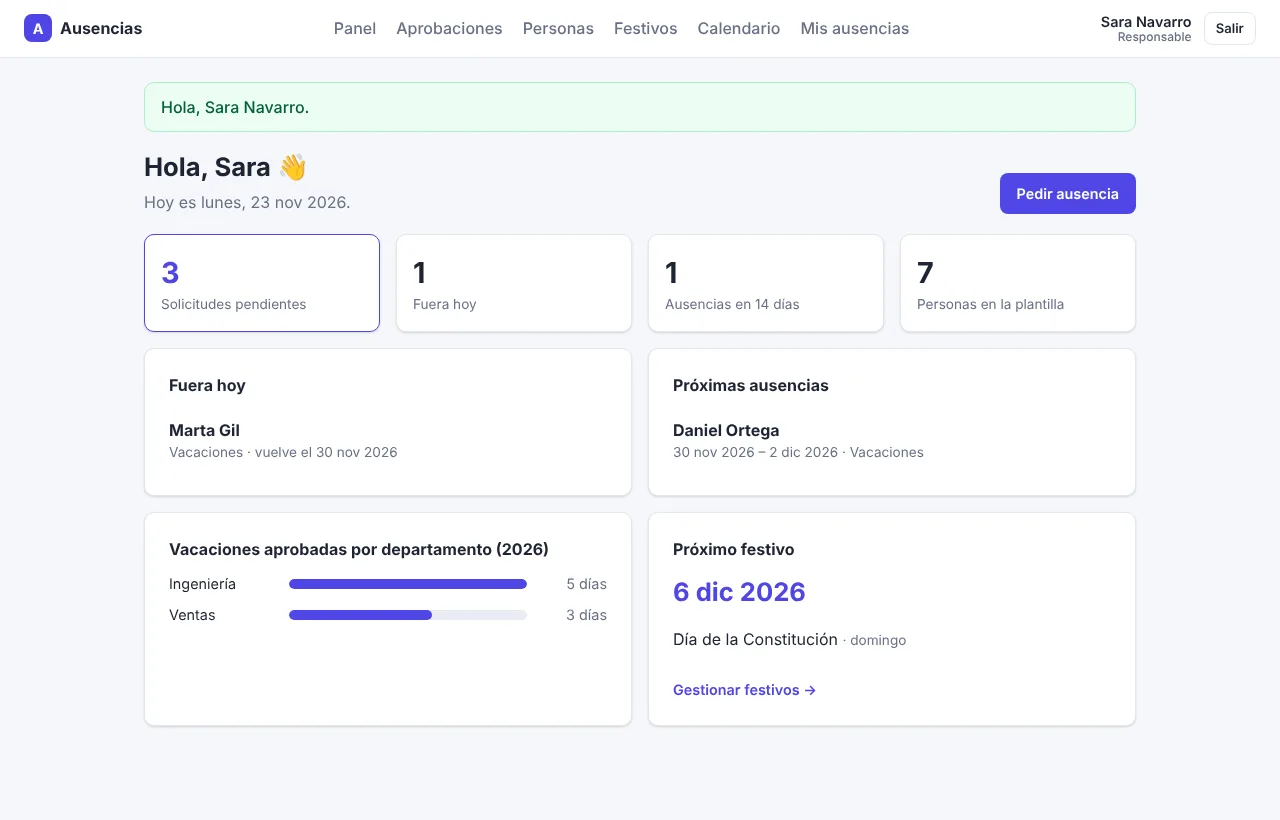 A Ausencias
Panel Aprobaciones Personas Festivos Calendario Mis ausencias
Sara Navarro
Responsable
Salir
Hola, Sara Navarro.
Hola, Sara 👋
Hoy es lunes, 23 nov 2026.
Pedir ausencia
3
Solicitudes pendientes
1
Fuera hoy
1
Ausencias en 14 días
7
Personas en la plantilla
Fuera hoy
Marta Gil
Vacaciones · vuelve el 30 nov 2026
Próximas ausencias
Daniel Ortega
30 nov 2026 – 2 dic 2026 · Vacaciones
Vacaciones aprobadas por departamento (2026)
Ingeniería 5 días
Ventas 3 días
Próximo festivo
6 dic 2026
Día de la Constitución · domingo
Gestionar festivos →